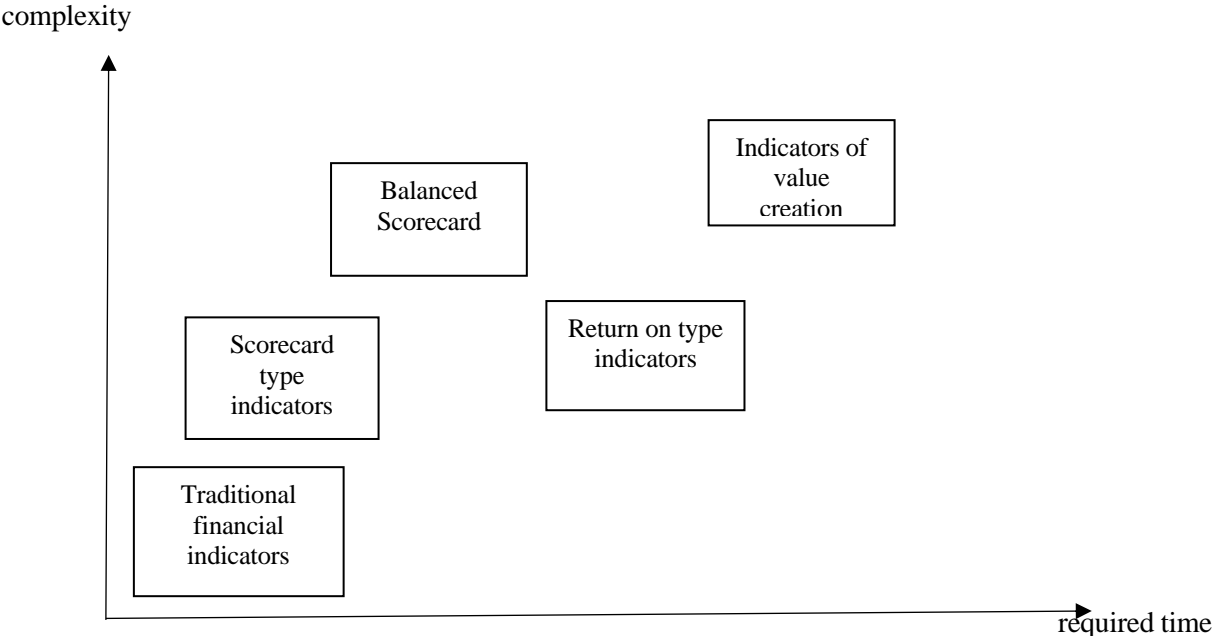 complexity
Indicators of
value
creation
Balanced
Scorecard
Return on type
indicators
Scorecard
type
indicators
Traditional
financial
indicators
required time